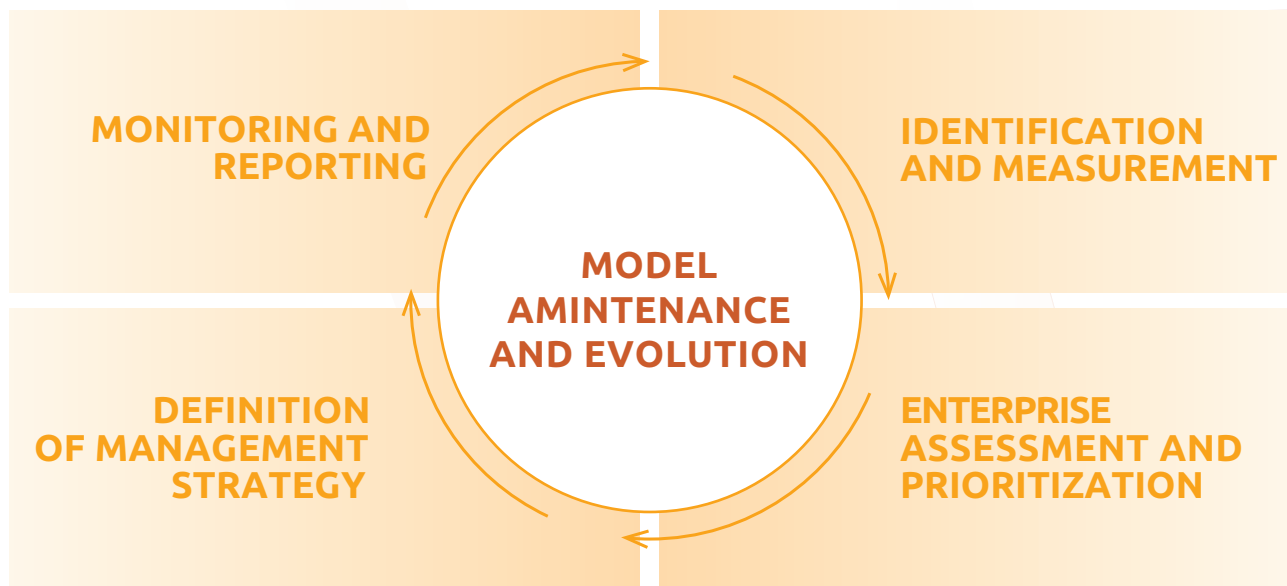 MONITORING AND
REPORTING
IDENTIFICATION
AND MEASUREMENT
MODEL
AMINTENANCE
AND EVOLUTION
DEFINITION
OF MANAGEMENT
STRATEGY
ENTERPRISE
ASSESSMENT AND
PRIORITIZATION